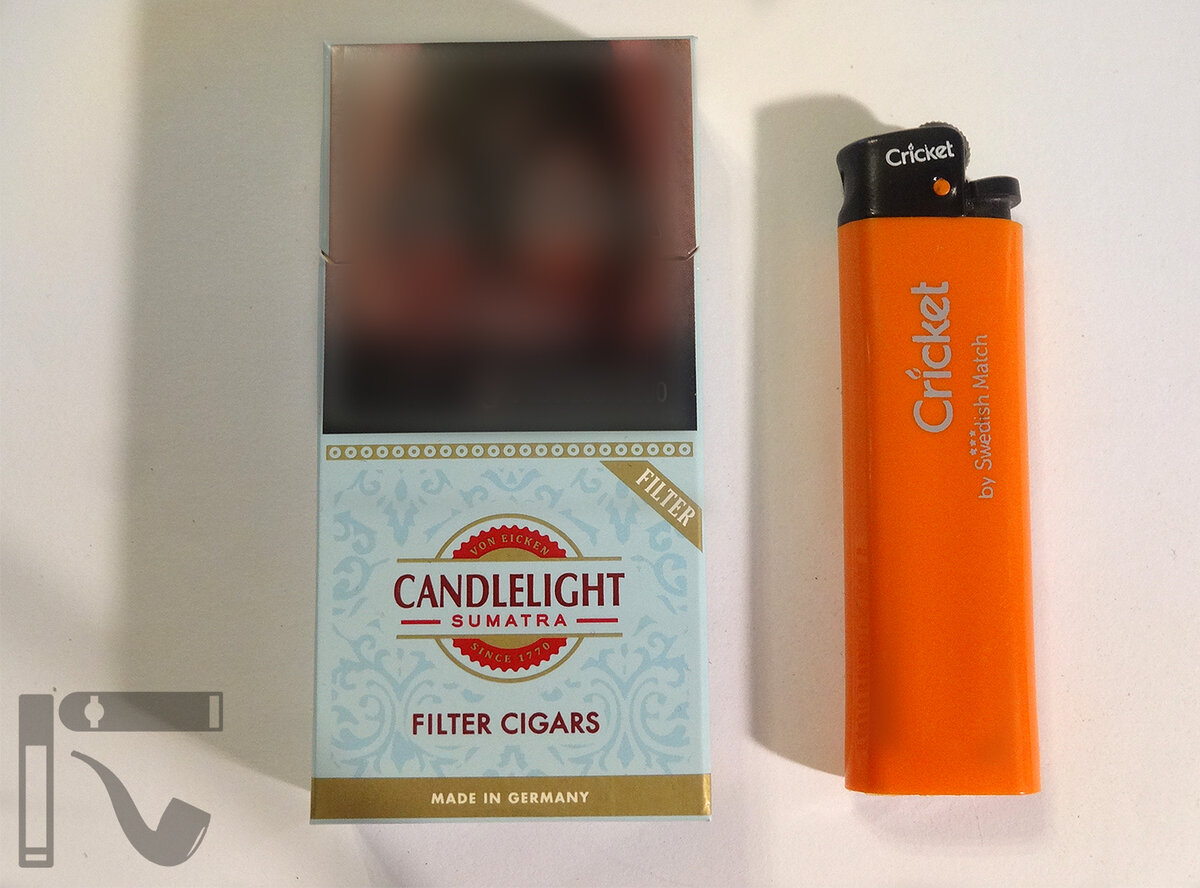 FILTER
VON EICKEN
CANDLELIGHT
SUMATRA
SINCE 1770
FILTER CIGARS
MADE IN GERMANY
Cricket
Cricket
by Swedish Match